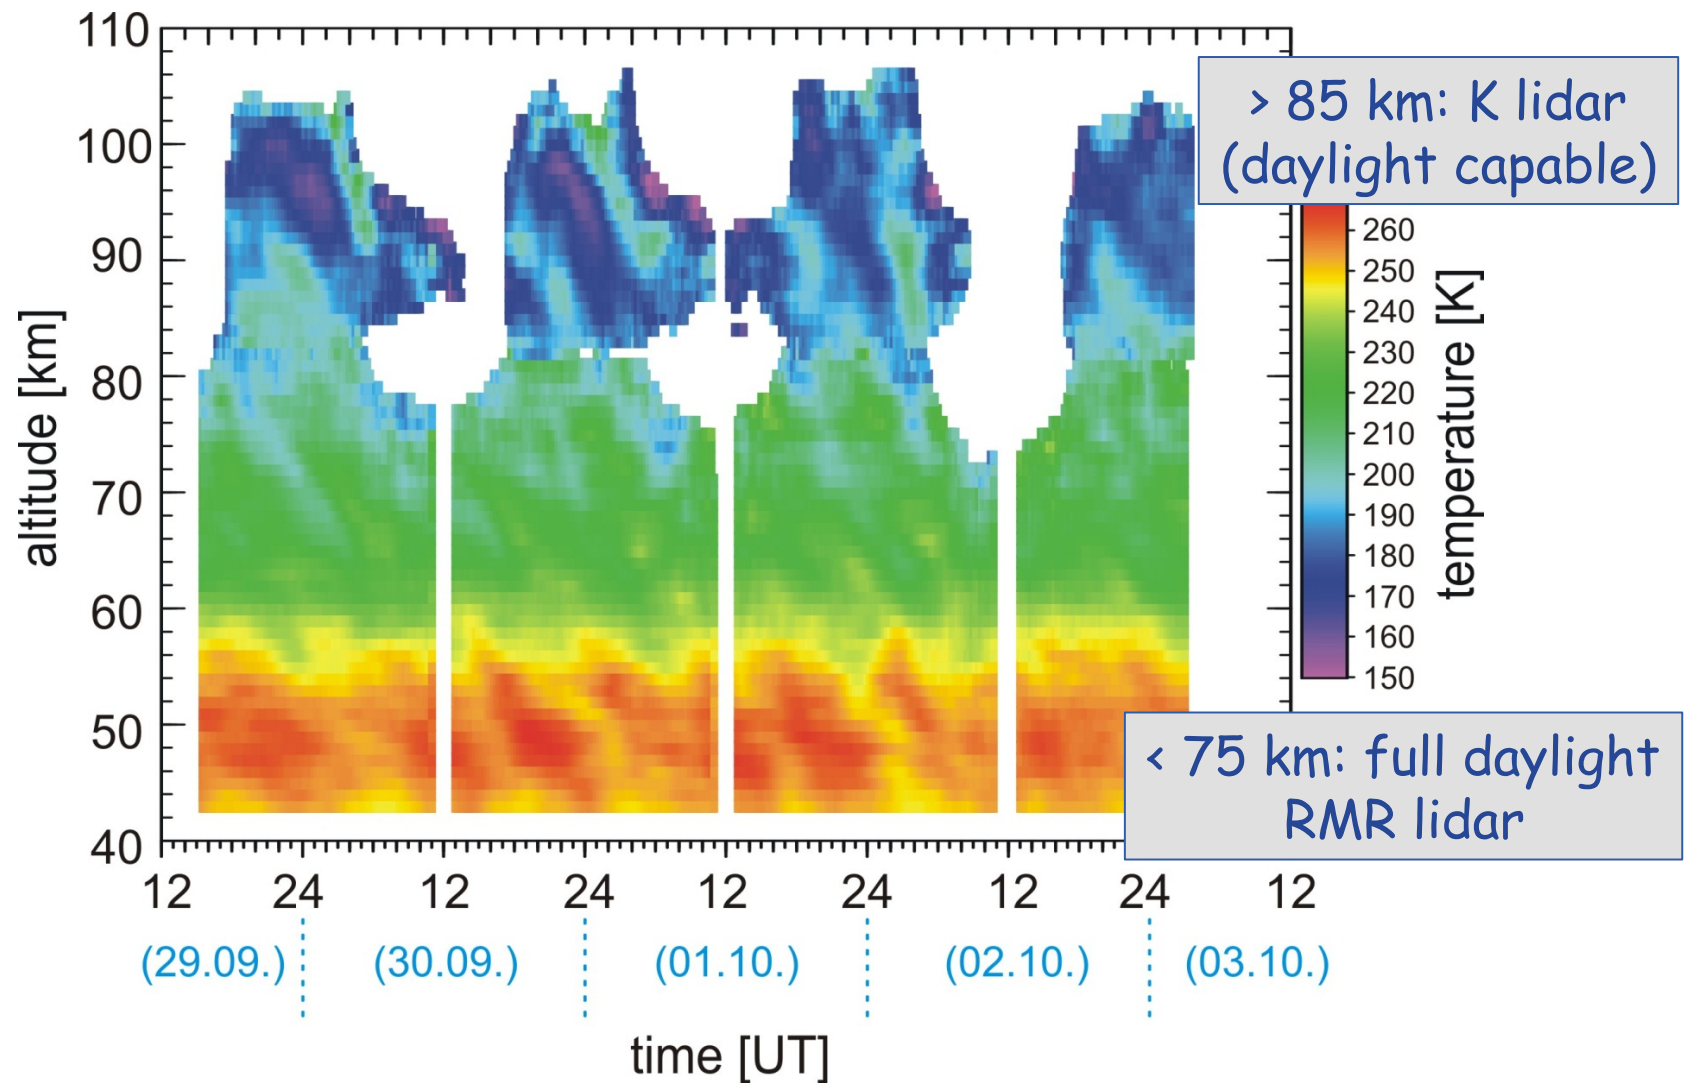 110
100
90
80
70
60
50
40
altitude [km]
> 85 km: K lidar
(daylight capable)
260
250
240
230
220
210
200
190
180
170
160
150
temperature [K]
< 75 km: full daylight
RMR lidar
12 24 12 24 12 24 12 24 12
(29.09.) (30.09.) (01.10.) (02.10.) (03.10.)
time [UT]